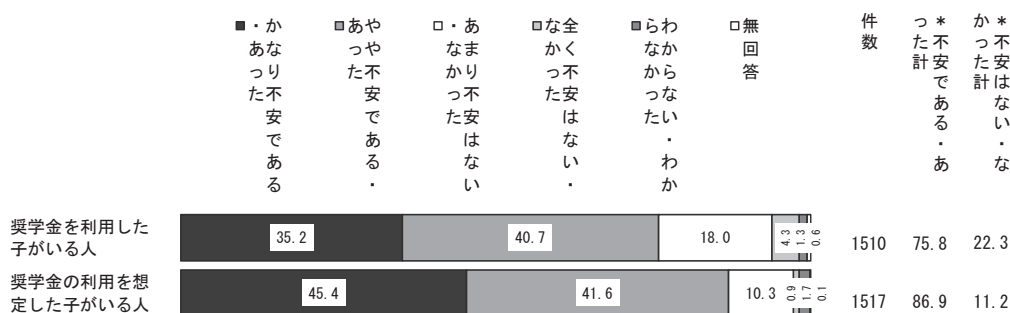 ■かなり不安である
・あった
■やや不安である・
あった
□あまり不安はない
・なかった
■全く不安はない・
なかった
■わからない・わか
らなかった
□無回答
件数
*不安である・あ
った計
*不安はない・な
かった計
奨学金を利用した
子がいる人
35.2
40.7
18.0
4.3
1.3
0.6
1510
75.8
22.3
奨学金の利用を想
定した子がいる人
45.4
41.6
10.3
0.9
1.7
0.1
1517
86.9
11.2